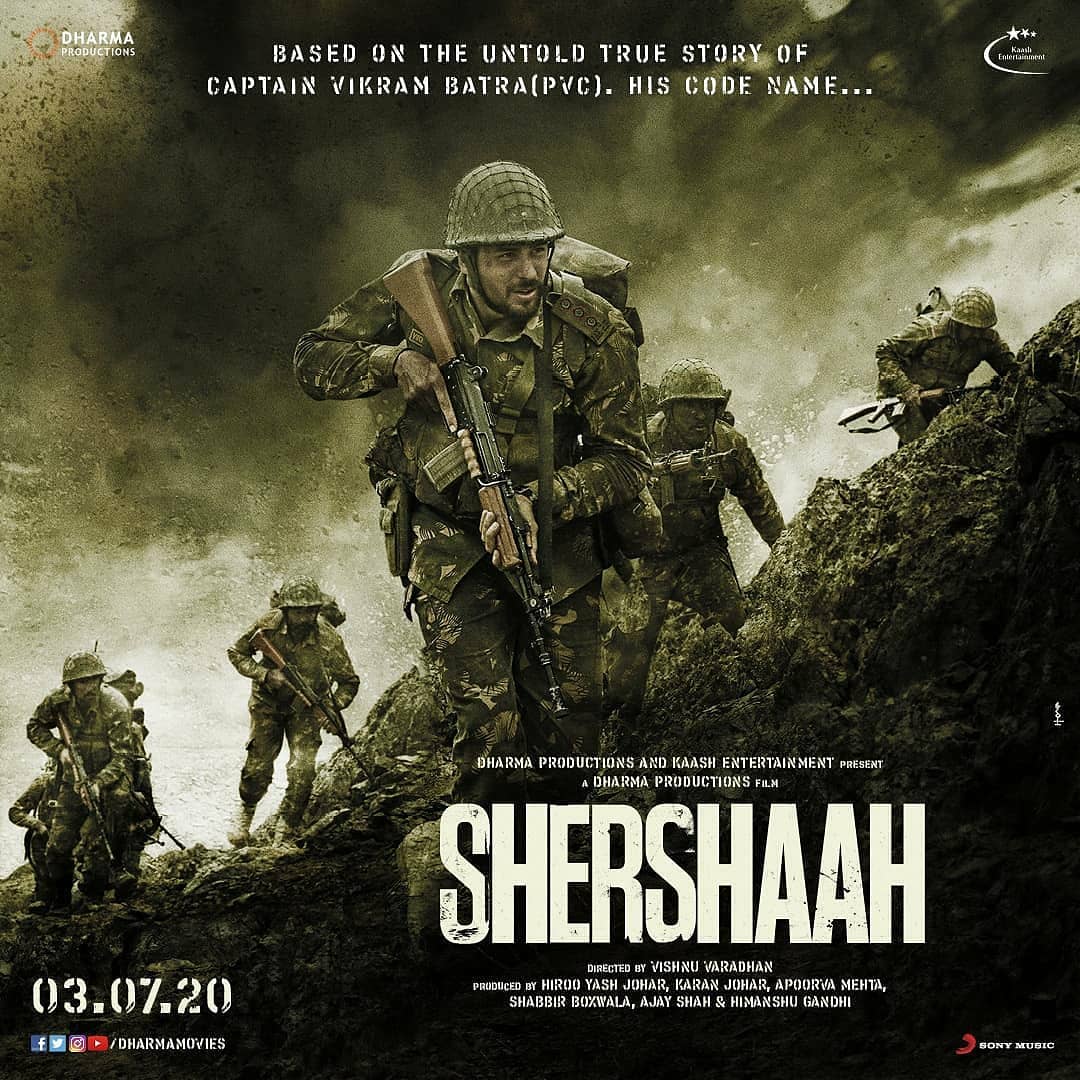 DHARMA
PRODUCTIONS
BASED ON THE UNTOLD TRUE STORY OF
CAPTAIN VIKRAM BATRA(PVC). HIS CODE NAME...
Kaash
Entertainment
DHARMA PRODUCTIONS AND KAASH ENTERTAINMENT PRESENT
A DHARMA PRODUCTIONS FILM
SHERSHAAH
DIRECTED BY VISHNU VARADHAN
PRODUCED BY HIROO YASH JOHAR, KARAN JOHAR, APOORVA MEHTA,
SHABBIR BOXWALA, AJAY SHAH & HIMANSHU GANDHI
03.07.20
/DHARMAMOVIES
SONY MUSIC